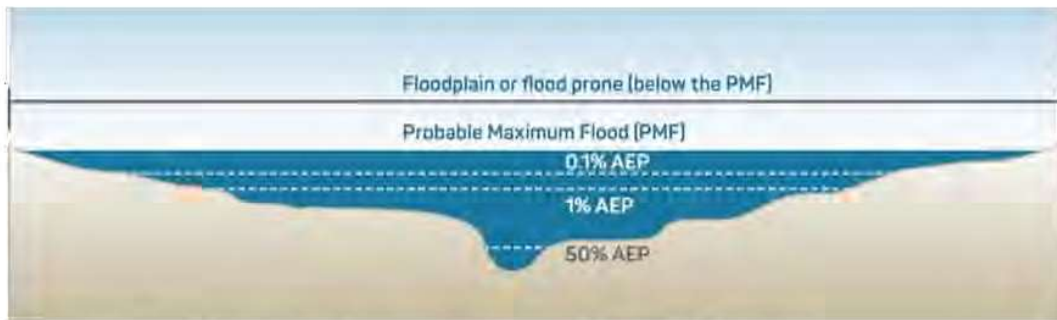 Floodplain or flood prone (below the PMF)
Probable Maximum Flood (PMF)
0.1% AEP
1% AEP
50% AEP